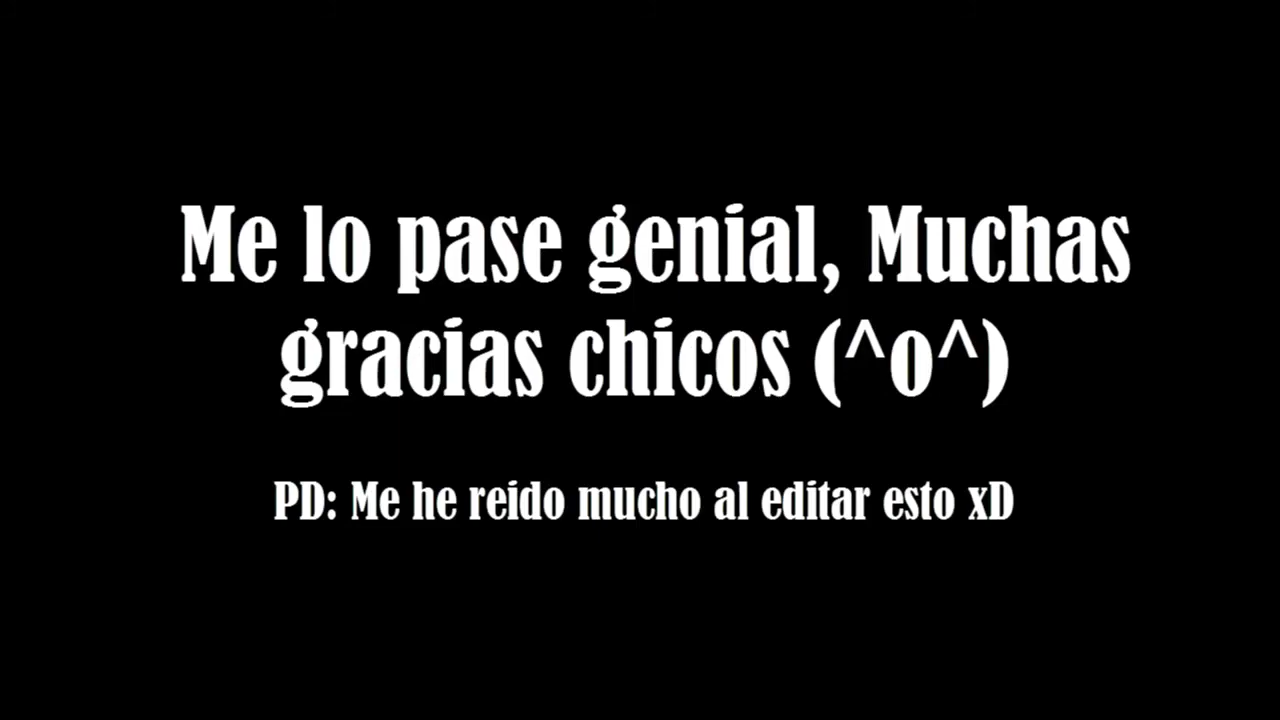 Me lo pase genial, Muchas
gracias chicos (^o^)
PD: Me he reido mucho al editar esto xD